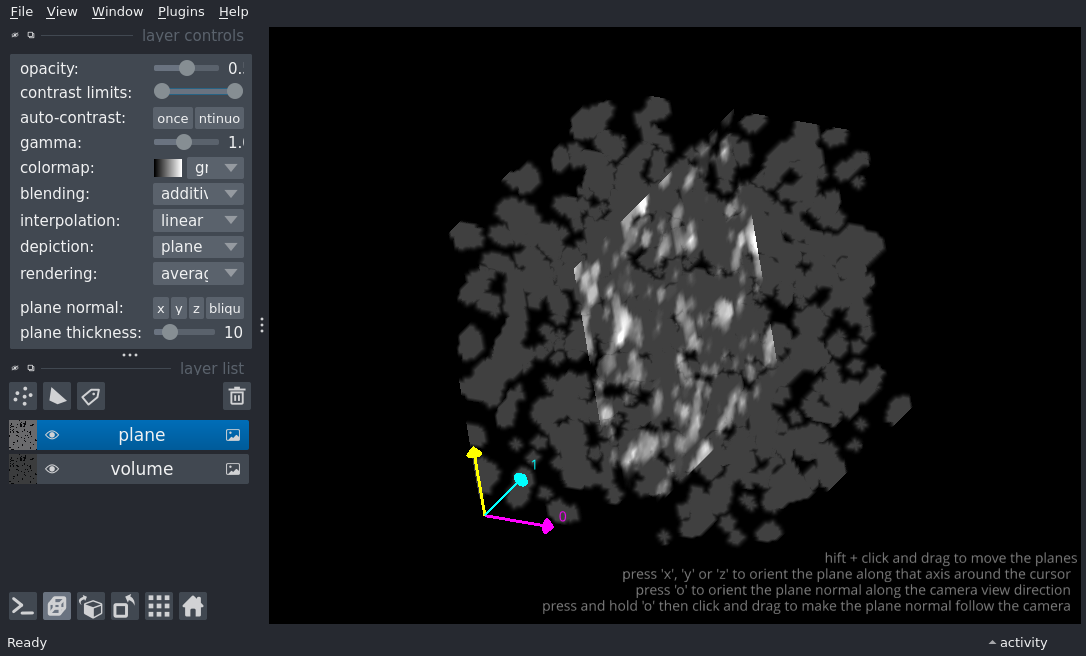 File View Window Plugins Help
layer controls
opacity: 0.
contrast limits:
auto-contrast: once ntinuo
gamma: 1.
colormap: gr
blending: additiv
interpolation: linear
depiction: plane
rendering: averag
plane normal: x y z bliqu
plane thickness: 10
layer list
plane
volume
1
0
hift + click and drag to move the planes
press 'x', 'y' or 'z' to orient the plane along that axis around the cursor
press 'o' to orient the plane normal along the camera view direction
press and hold 'o' then click and drag to make the plane normal follow the camera
Ready
activity